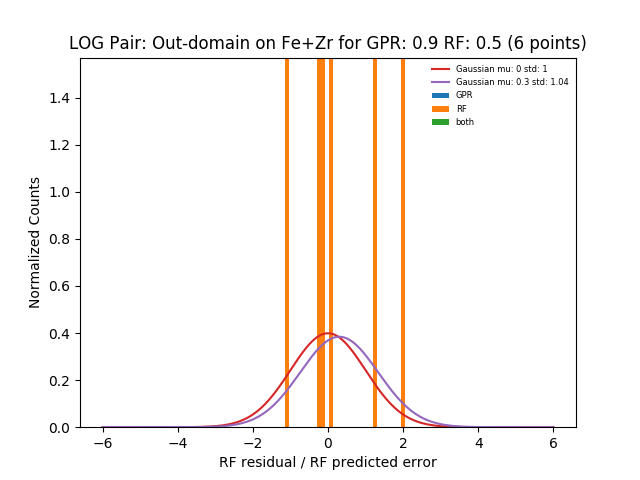 LOG Pair: Out-domain on Fe+Zr for GPR: 0.9 RF: 0.5 (6 points)
Gaussian mu: 0 std: 1
Gaussian mu: 0.3 std: 1.04
GPR
RF
both
Normalized Counts
1.4
1.2
1.0
0.8
0.6
0.4
0.2
0.0
−6 −4 −2 0 2 4 6
RF residual / RF predicted error